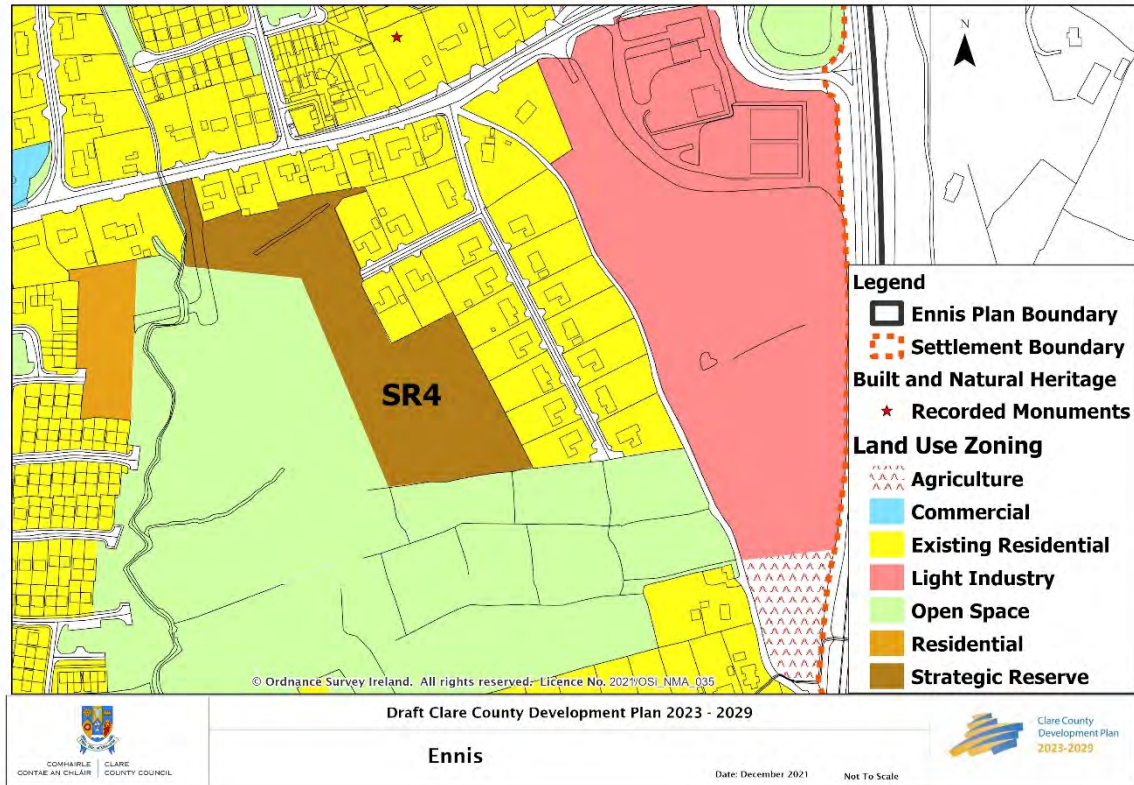 N
SR4
Legend
Ennis Plan Boundary
Settlement Boundary
Built and Natural Heritage
Recorded Monuments
Land Use Zoning
Agriculture
Commercial
Existing Residential
Light Industry
Open Space
Residential
Strategic Reserve
© Ordnance Survey Ireland. All rights reserved. Licence No. 2021/OSi_NMA_035
COMHAIRLE CONTAE AN CHLÁIR
CLARE COUNTY COUNCIL
Draft Clare County Development Plan 2023 - 2029
Ennis
Date: December 2021
Not To Scale
Clare County
Development Plan
2023-2029